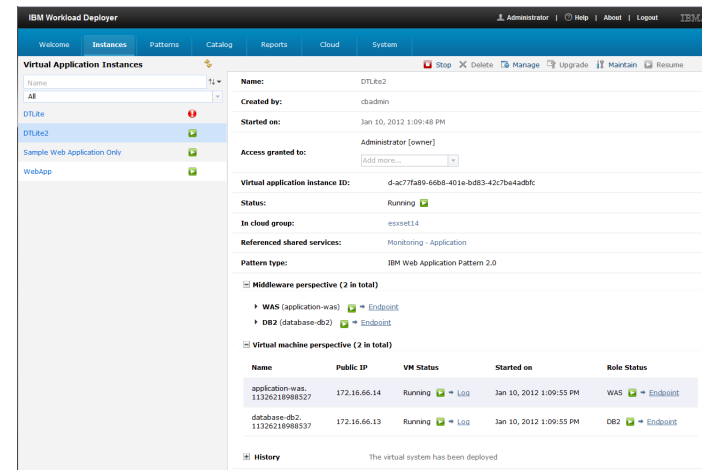 IBM Workload Deployer
Administrator | Help | About | Logout IBM
Welcome Instances Patterns Catalog Reports Cloud System
Virtual Application Instances
Stop Delete Manage Upgrade Maintain Resume
Name
All
DTLite
DTLite2
Sample Web Application Only
WebApp
Name: DTLite2
Created by: cbadmin
Started on: Jan 10, 2012 1:09:48 PM
Access granted to: Administrator [owner]
Add more...
Virtual application instance ID: d-ac77fa89-66b8-401e-bd83-42c7be4adbfc
Status: Running
In cloud group: esxset14
Referenced shared services: Monitoring - Application
Pattern type: IBM Web Application Pattern 2.0
Middleware perspective (2 in total)
WAS (application-was) Endpoint
DB2 (database-db2) Endpoint
Virtual machine perspective (2 in total)
Name Public IP VM Status Started on Role Status
application-was.
11326218988527 172.16.66.14 Running Log Jan 10, 2012 1:09:55 PM WAS Endpoint
database-db2.
11326218988537 172.16.66.13 Running Log Jan 10, 2012 1:09:55 PM DB2 Endpoint
History The virtual system has been deployed